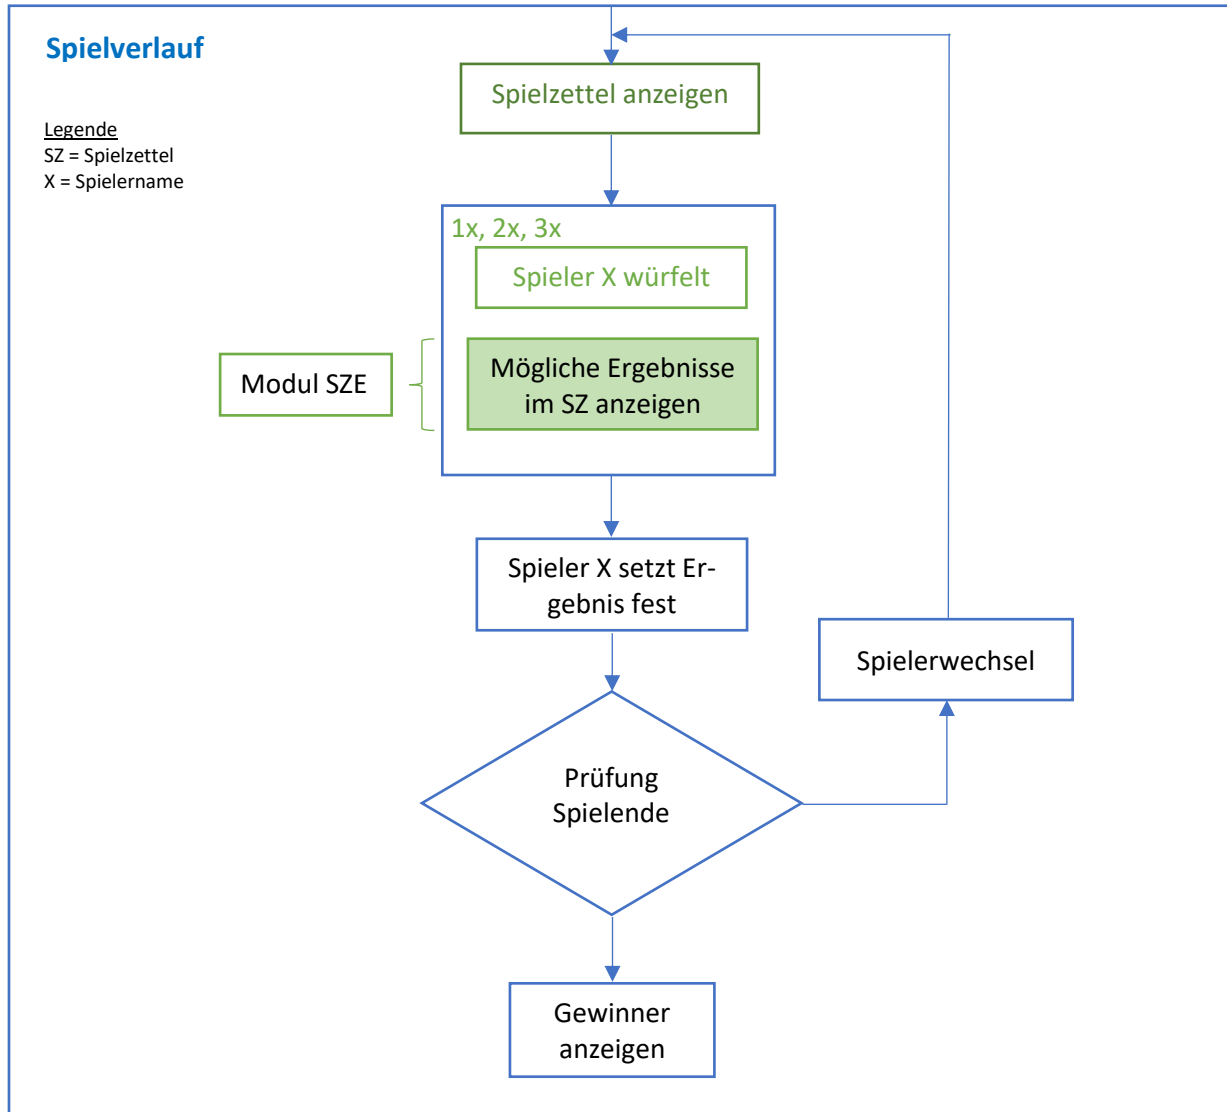 Spielverlauf
Legende
SZ = Spielzettel
X = Spielername
Spielzettel anzeigen
1x, 2x, 3x
Spieler X würfelt
Modul SZE
Mögliche Ergebnisse
im SZ anzeigen
Spieler X setzt Er-
gebnis fest
Spielerwechsel
Prüfung
Spielende
Gewinner
anzeigen